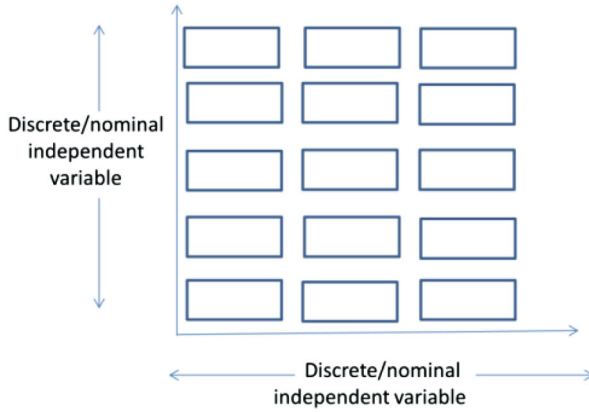 Discrete/nominal
independent
variable
Discrete/nominal
independent variable